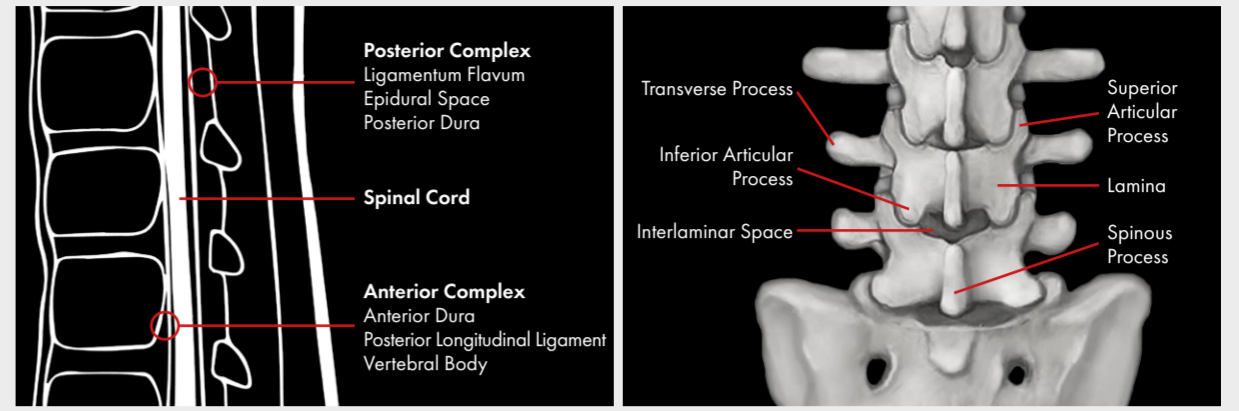 Posterior Complex
Ligamentum Flavum
Epidural Space
Posterior Dura
Spinal Cord
Anterior Complex
Anterior Dura
Posterior Longitudinal Ligament
Vertebral Body
Transverse Process
Inferior Articular
Process
Interlaminar Space
Superior
Articular
Process
Lamina
Spinous
Process